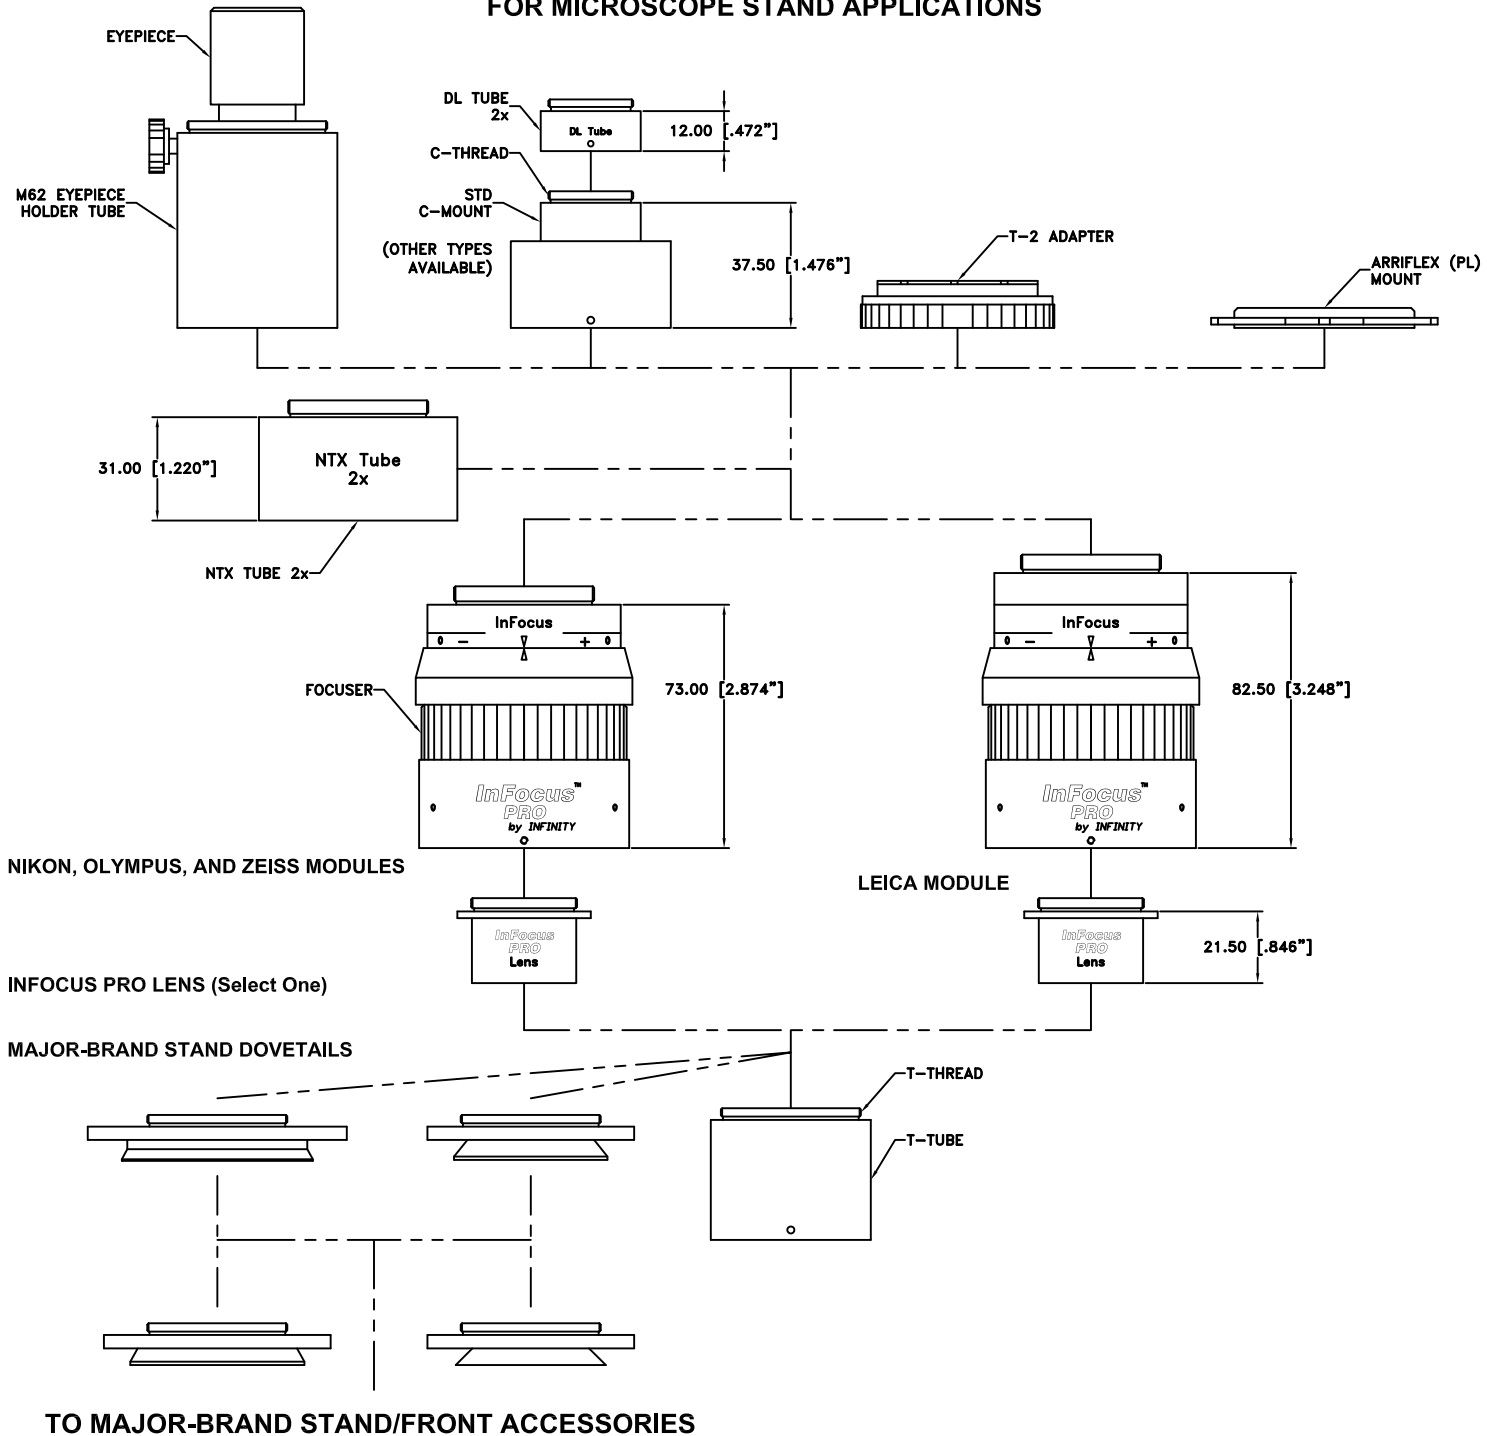 FOR MICROSCOPE STAND APPLICATIONS
EYEPIECE
DL TUBE
2x
DL Tube
12.00 [.472"]
C-THREAD
M62 EYEPIECE
HOLDER TUBE
STD
C-MOUNT
(OTHER TYPES
AVAILABLE)
37.50 [1.476"]
T-2 ADAPTER
ARRIFLEX (PL)
MOUNT
31.00 [1.220"]
NTX Tube
2x
NTX TUBE 2x
InFocus
- +
FOCUSER
73.00 [2.874"]
InFocus™
PRO
by INFINITY
InFocus
- +
82.50 [3.248"]
InFocus™
PRO
by INFINITY
NIKON, OLYMPUS, AND ZEISS MODULES
LEICA MODULE
InFocus
PRO
Lens
InFocus
PRO
Lens
21.50 [.846"]
INFOCUS PRO LENS (Select One)
MAJOR-BRAND STAND DOVETAILS
T-THREAD
T-TUBE
TO MAJOR-BRAND STAND/FRONT ACCESSORIES